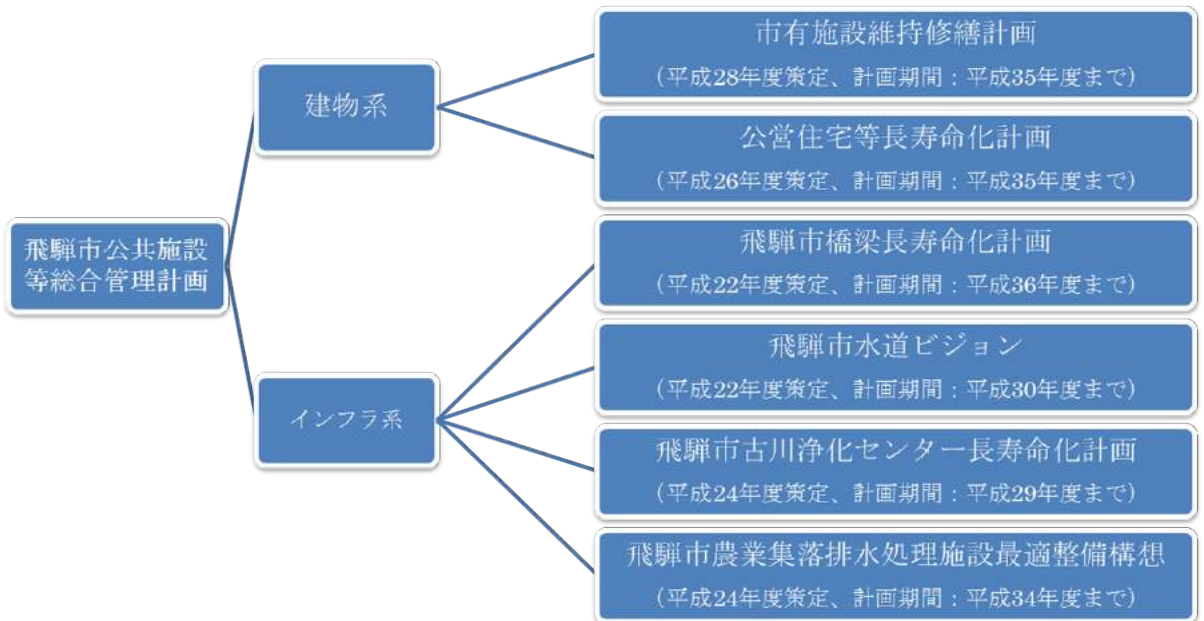 飛騨市公共施設
等総合管理計画
建物系
市有施設維持修繕計画
（平成28年度策定、計画期間：平成35年度まで）
公営住宅等長寿命化計画
（平成26年度策定、計画期間：平成35年度まで）
インフラ系
飛騨市橋梁長寿命化計画
（平成22年度策定、計画期間：平成36年度まで）
飛騨市水道ビジョン
（平成22年度策定、計画期間：平成30年度まで）
飛騨市古川浄化センター長寿命化計画
（平成24年度策定、計画期間：平成29年度まで）
飛騨市農業集落排水処理施設最適整備構想
（平成24年度策定、計画期間：平成34年度まで）